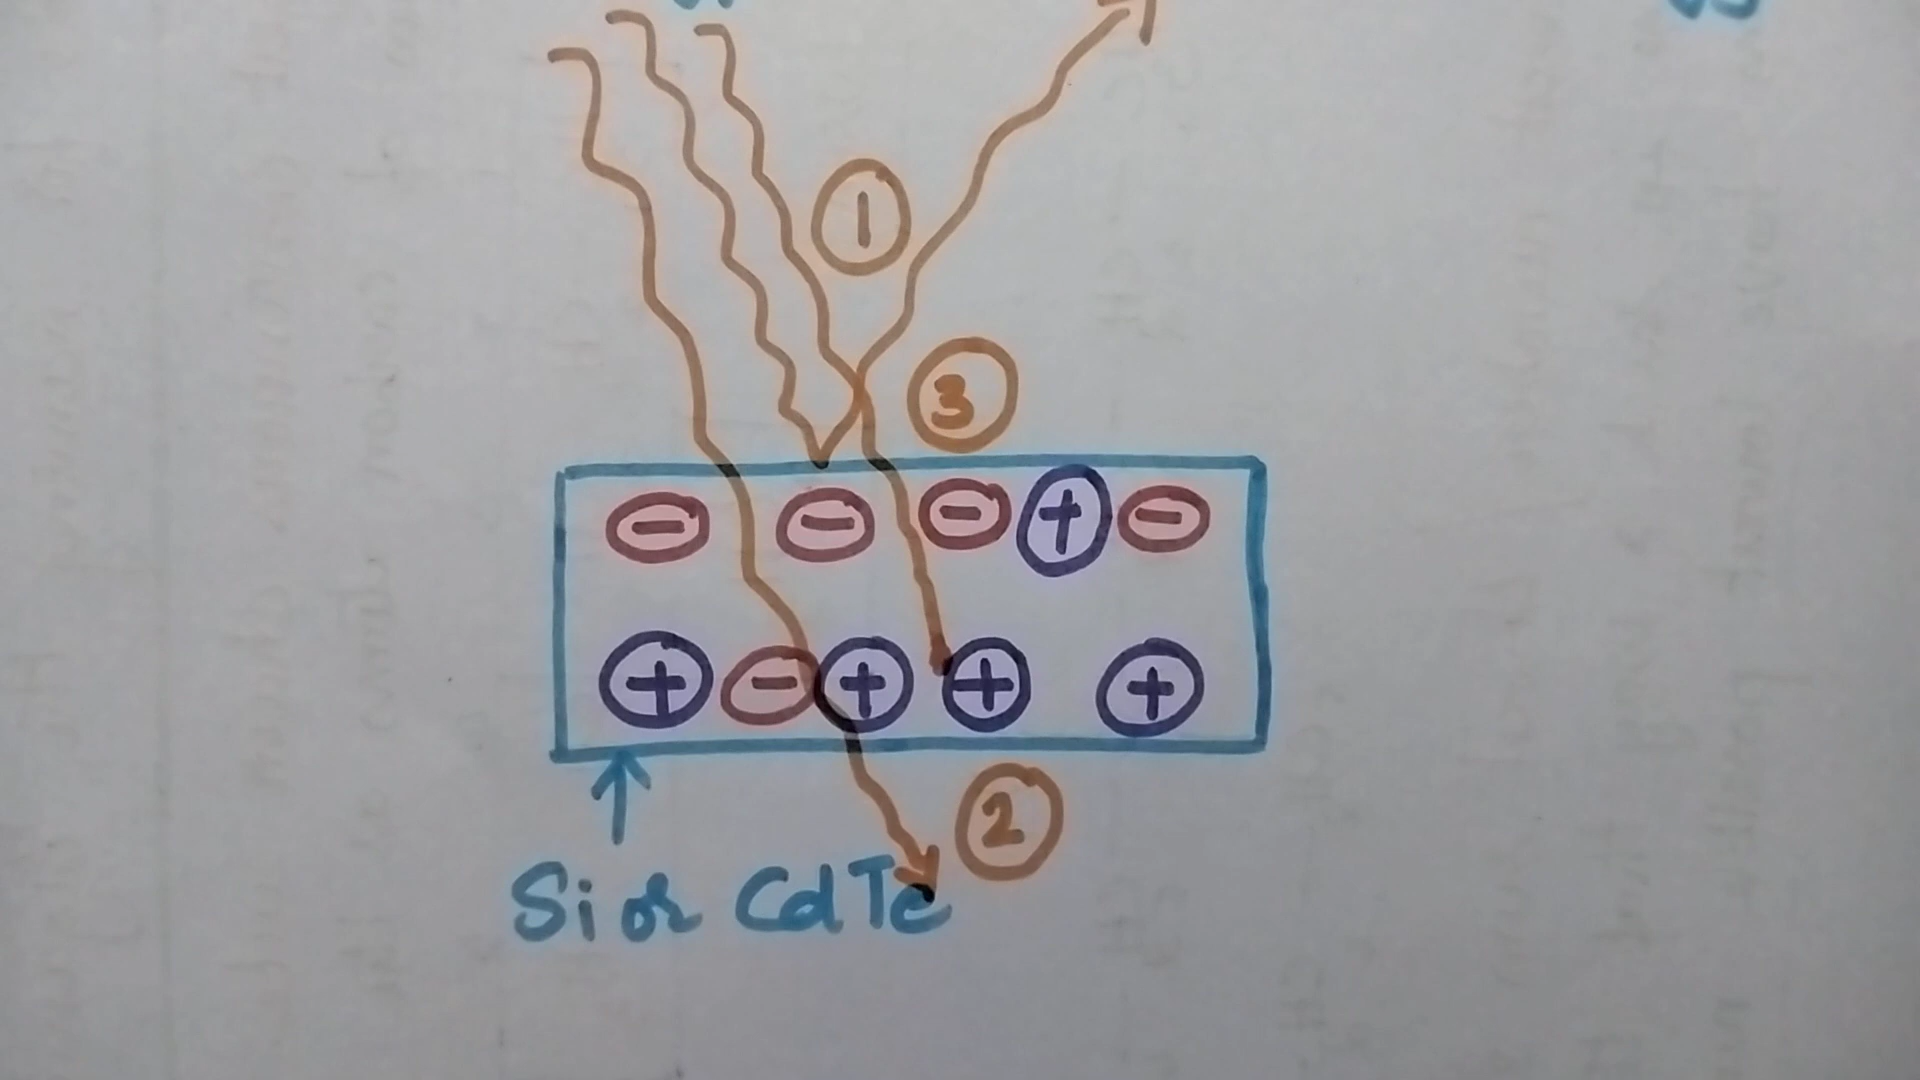 1
3
- - - + -
+ - + + +
2
Si or CdTe